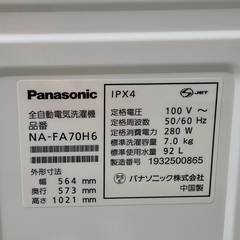 Panasonic
全自動電気洗濯機
品番
NA-FA70H6
外形寸法
幅 564 mm
奥行 573 mm
高さ 1021 mm
IPX4
JET
定格電圧 100 V～
定格周波数 50/60 Hz
定格消費電力 280 W
標準洗濯容量 7.0 kg
標準使用水量 92 L
製造番号 1932500865
パナソニック株式会社
中国製